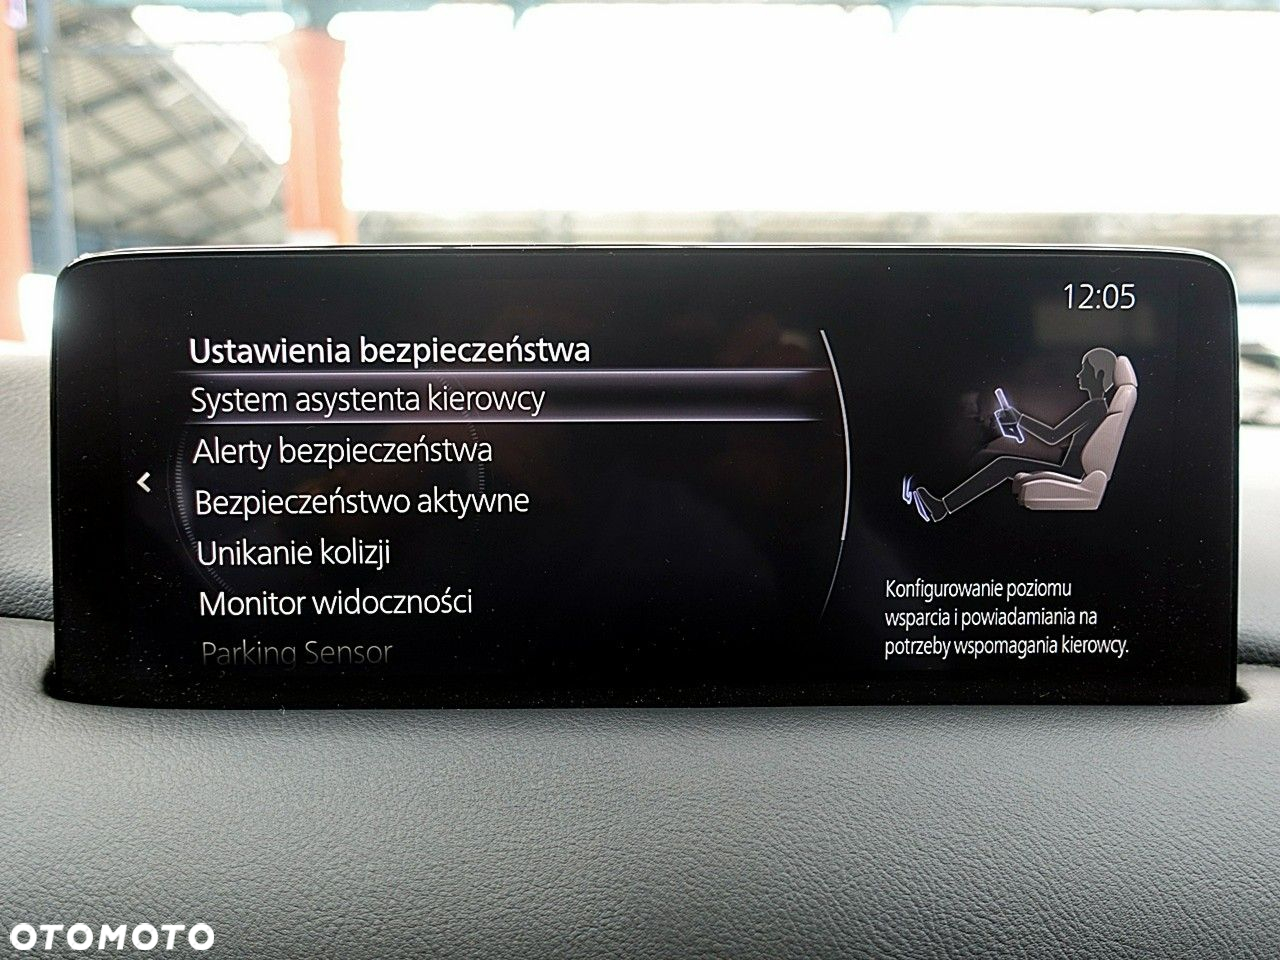 12:05
Ustawienia bezpieczeństwa
System asystenta kierowcy
Alerty bezpieczeństwa
Bezpieczeństwo aktywne
Unikanie kolizji
Monitor widoczności
Parking Sensor
Konfigurowanie poziomu
wsparcia i powiadamiania na
potrzeby wspomagania kierowcy.
OTOMOTO